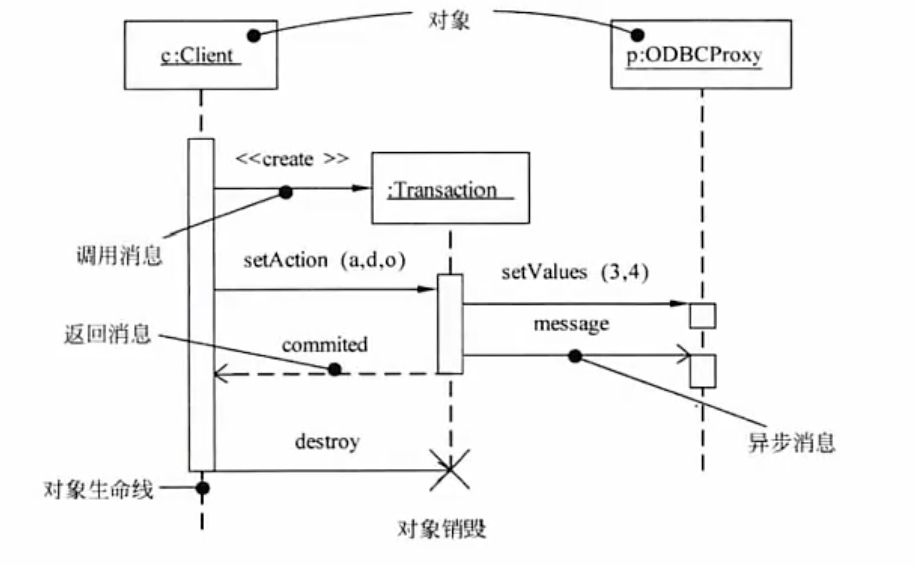 对象
c:Client
p:ODBCProxy
<<create >>
:Transaction
调用消息
setAction (a,d,o)
setValues (3,4)
返回消息
commited
message
destroy
异步消息
对象生命线
对象销毁